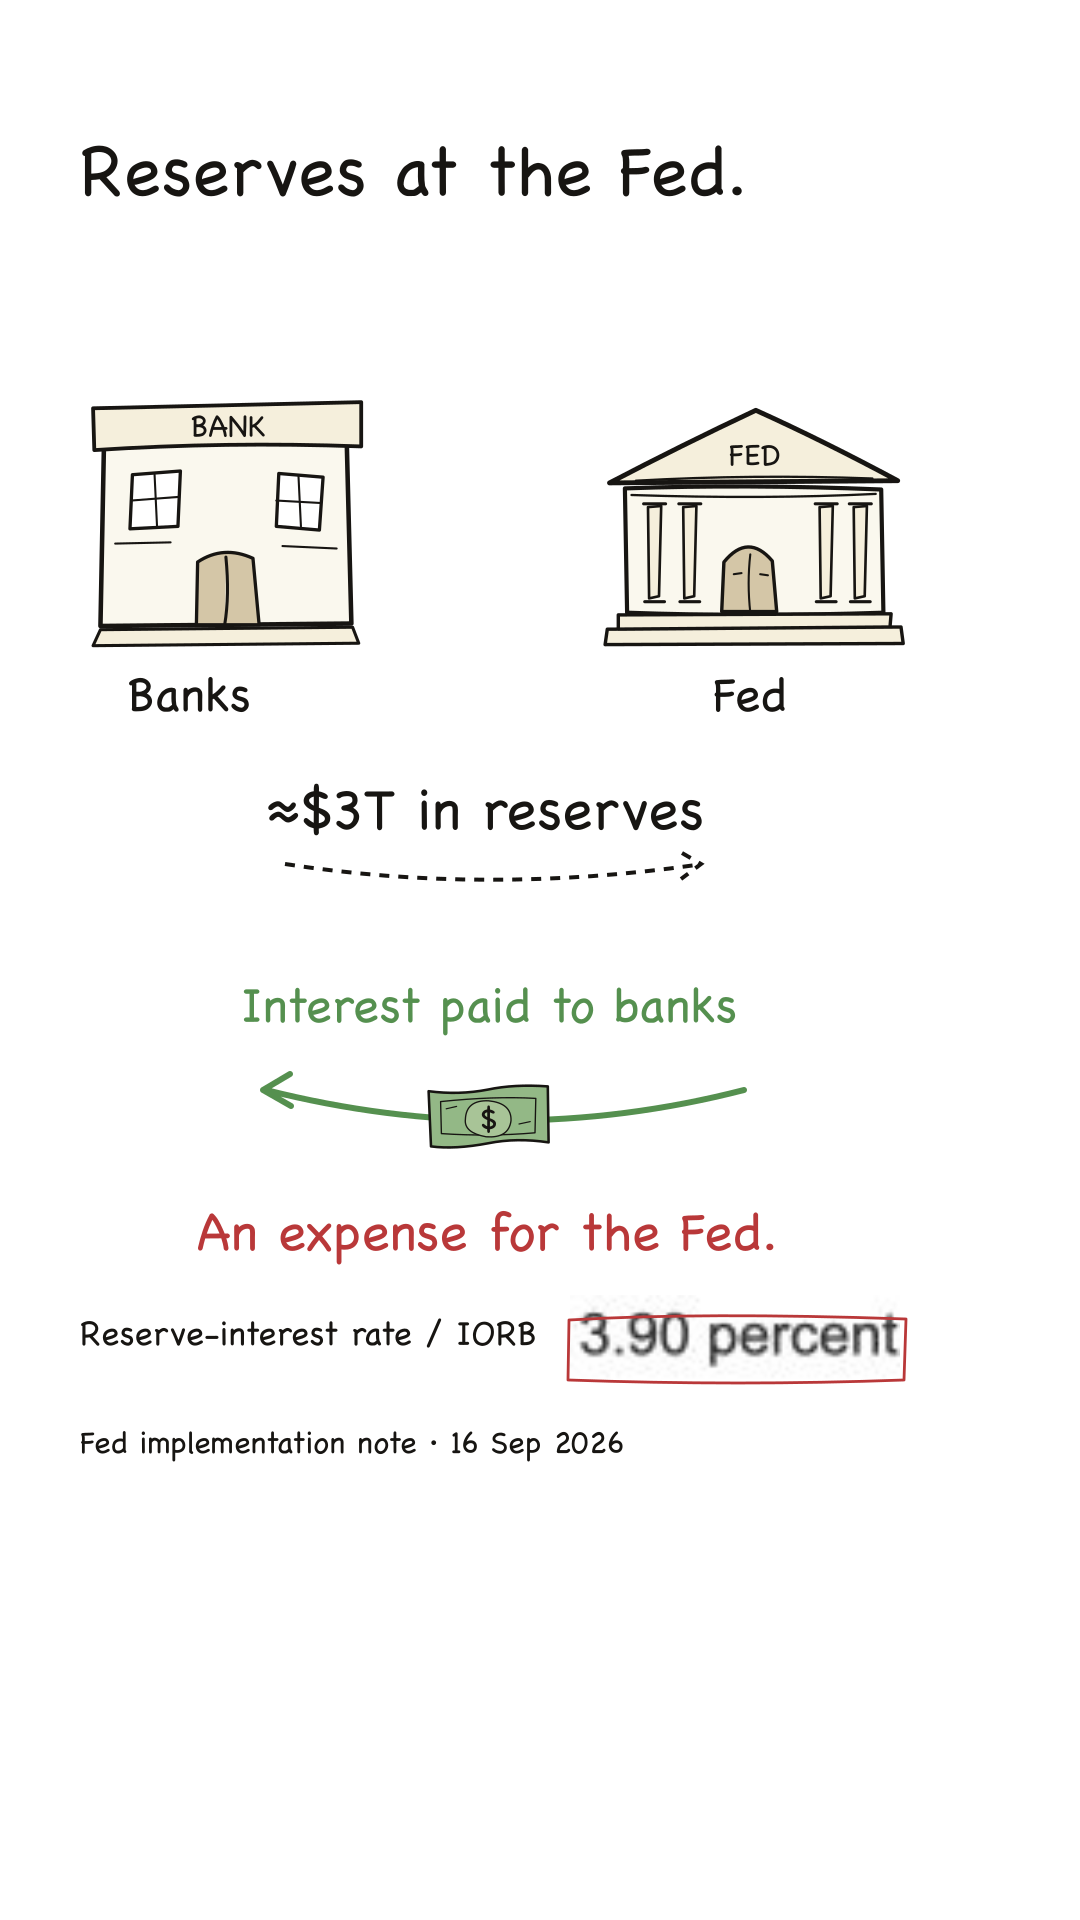 Reserves at the Fed.
BANK
FED
Banks
Fed
≈$3T in reserves
Interest paid to banks
$
An expense for the Fed.
Reserve-interest rate / IORB 3.90 percent
Fed implementation note · 16 Sep 2026